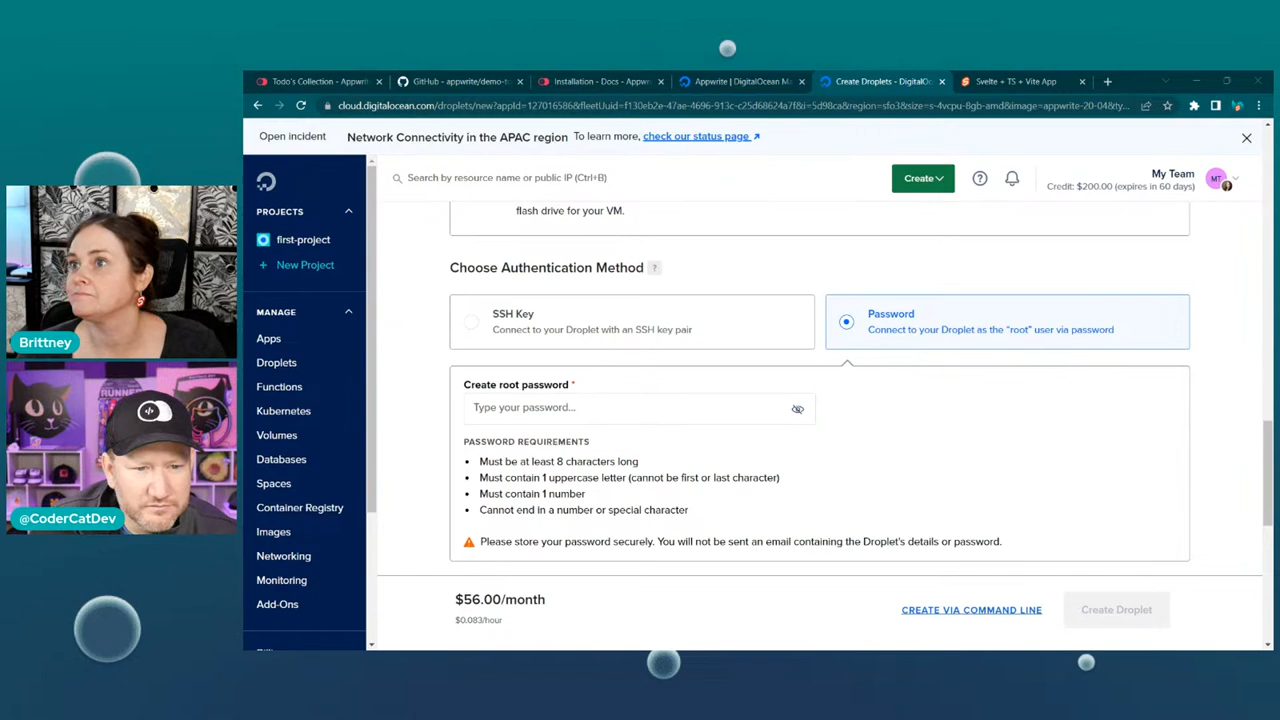 Todo's Collection - Appwrit
GitHub - appwrite/demo-to
Installation - Docs - Appwr
Appwrite | DigitalOcean Ma
Create Droplets - DigitalOc
Svelte + TS + Vite App
cloud.digitalocean.com/droplets/new?appId=127016586&fleetUuid=f130eb2e-47ae-4696-913c-c25d68624a7f&i=5d98ca&region=sfo3&size=s-4vcpu-8gb-amd&image=appwrite-20-04&ty...
Open incident
Network Connectivity in the APAC region
To learn more, check our status page
Search by resource name or public IP (Ctrl+B)
Create
My Team
Credit: $200.00 (expires in 60 days)
MT
PROJECTS
first-project
+ New Project
MANAGE
Apps
Droplets
Functions
Kubernetes
Volumes
Databases
Spaces
Container Registry
Images
Networking
Monitoring
Add-Ons
flash drive for your VM.
Choose Authentication Method ?
SSH Key
Connect to your Droplet with an SSH key pair
Password
Connect to your Droplet as the "root" user via password
Create root password *
Type your password...
PASSWORD REQUIREMENTS
Must be at least 8 characters long
Must contain 1 uppercase letter (cannot be first or last character)
Must contain 1 number
Cannot end in a number or special character
Please store your password securely. You will not be sent an email containing the Droplet's details or password.
$56.00/month
$0.083/hour
CREATE VIA COMMAND LINE
Create Droplet
Brittney
@CoderCatDev